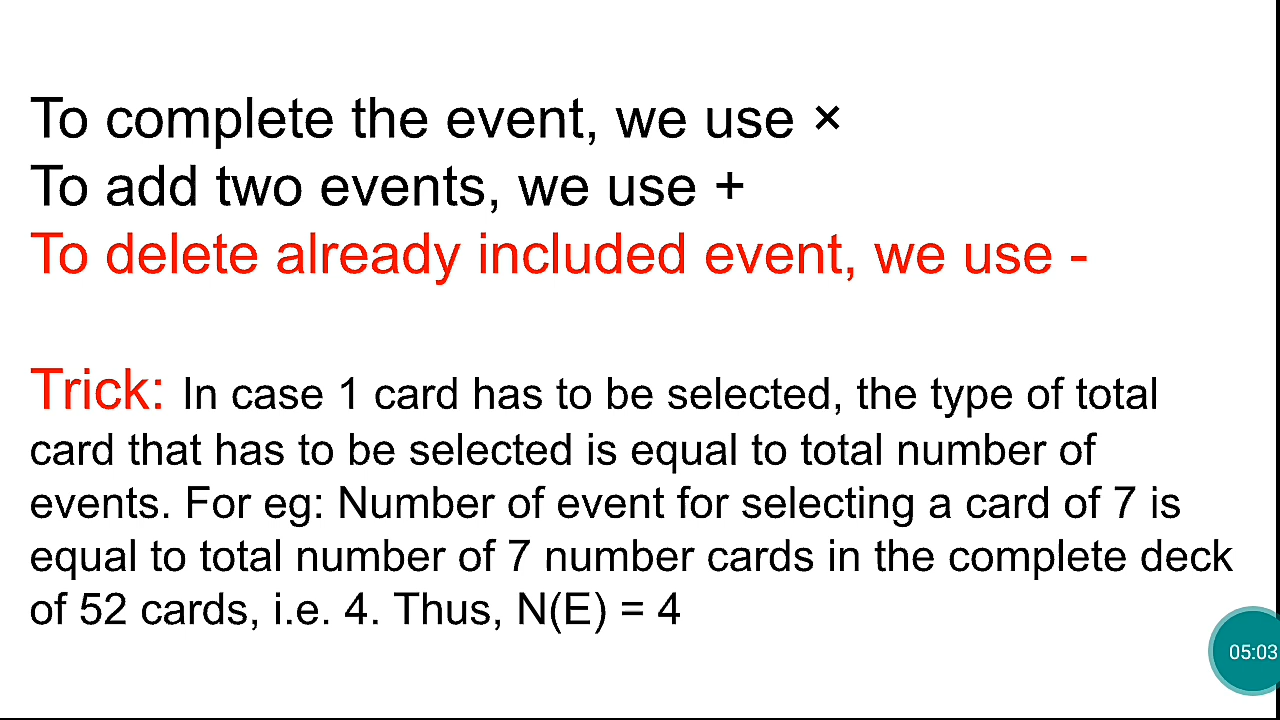 To complete the event, we use ×
To add two events, we use +
To delete already included event, we use -
Trick: In case 1 card has to be selected, the type of total
card that has to be selected is equal to total number of
events. For eg: Number of event for selecting a card of 7 is
equal to total number of 7 number cards in the complete deck
of 52 cards, i.e. 4. Thus, N(E) = 4
05:03